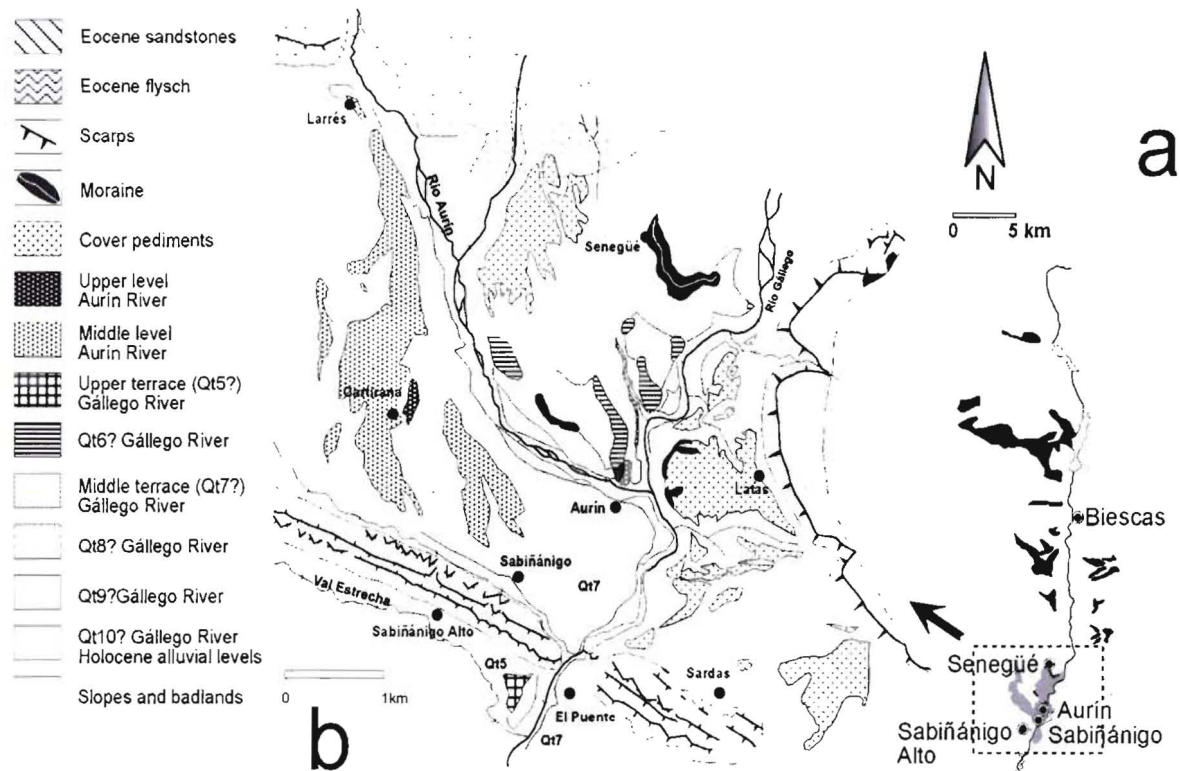 Eocene sandstones
Eocene flysch
Scarps
Moraine
Cover pediments
Upper level
Aurín River
Middle level
Aurín River
Upper terrace (Qt5?)
Gállego River
Qt6? Gállego River
Middle terrace (Qt7?)
Gállego River
Qt8? Gállego River
Qt9?Gállego River
Qt10? Gállego River
Holocene alluvial levels
Slopes and badlands
Larrés
Río Aurín
Senegüé
Río Gállego
Cartirana
Latas
Aurín
Sabiñánigo
Qt7
Val Estrecha
Sabiñánigo Alto
Qt5
Sardas
El Puente
Qt7
0 1km
b
a
N
0 5 km
Biescas
Senegüé
Aurín
Sabiñánigo
Sabiñánigo
Alto